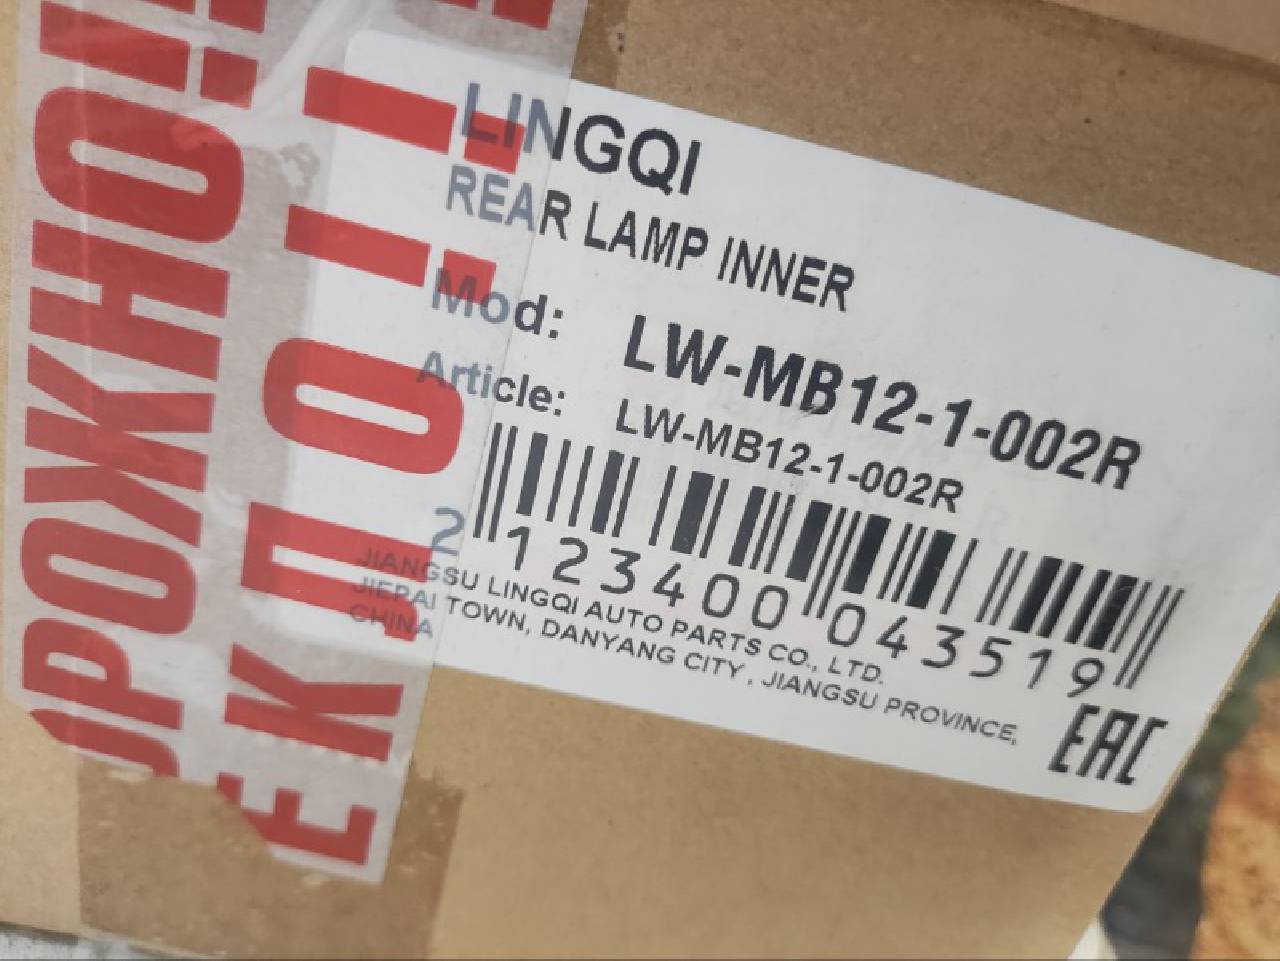 LINGQI
REAR LAMP INNER
Mod: LW-MB12-1-002R
Article: LW-MB12-1-002R
2 123400 043519
JIANGSU LINGQI AUTO PARTS CO., LTD.
JIEPAI TOWN, DANYANG CITY , JIANGSU PROVINCE,
CHINA
EAC